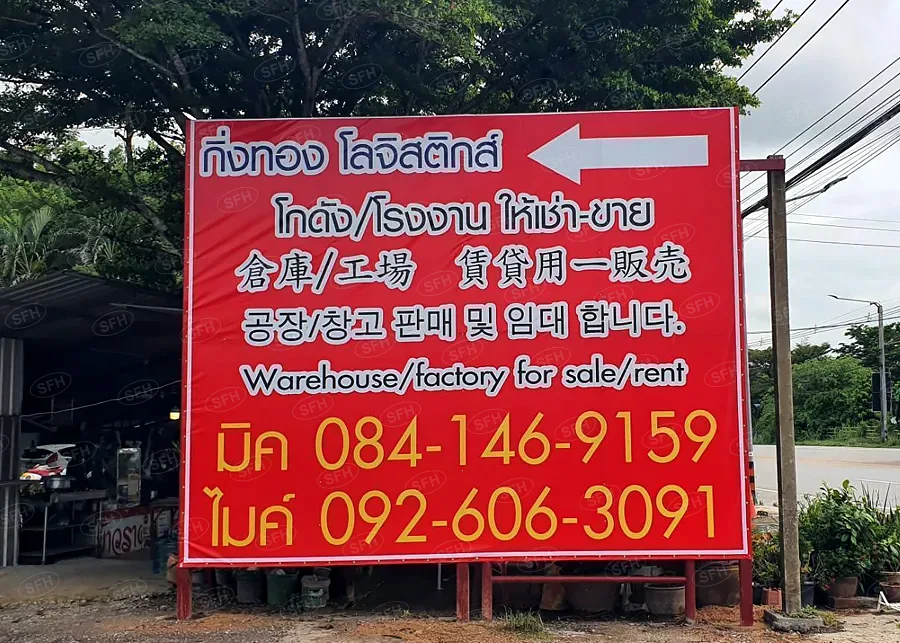 กิ่งทอง โลจิสติกส์
โกดัง/โรงงาน ให้เช่า-ขาย
倉庫/工場　賃貸用一販売
공장/창고 판매 및 임대 합니다.
Warehouse/factory for sale/rent
มิค 084-146-9159
ไมค์ 092-606-3091
SFH